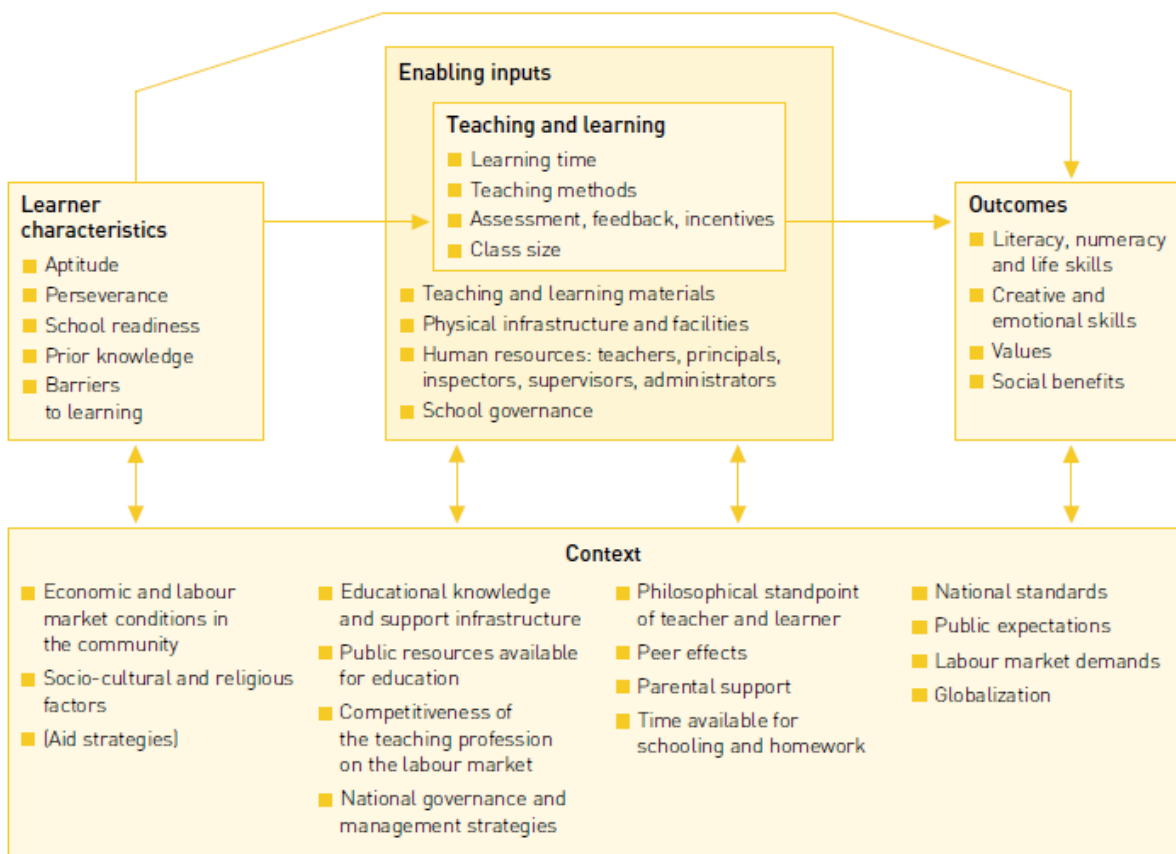 Enabling inputs
Teaching and learning
Learning time
Teaching methods
Assessment, feedback, incentives
Class size
Teaching and learning materials
Physical infrastructure and facilities
Human resources: teachers, principals,
inspectors, supervisors, administrators
School governance
Learner
characteristics
Aptitude
Perseverance
School readiness
Prior knowledge
Barriers
to learning
Outcomes
Literacy, numeracy
and life skills
Creative and
emotional skills
Values
Social benefits
Context
Economic and labour
market conditions in
the community
Socio-cultural and religious
factors
(Aid strategies)
Educational knowledge
and support infrastructure
Public resources available
for education
Competitiveness of
the teaching profession
on the labour market
National governance and
management strategies
Philosophical standpoint
of teacher and learner
Peer effects
Parental support
Time available for
schooling and homework
National standards
Public expectations
Labour market demands
Globalization